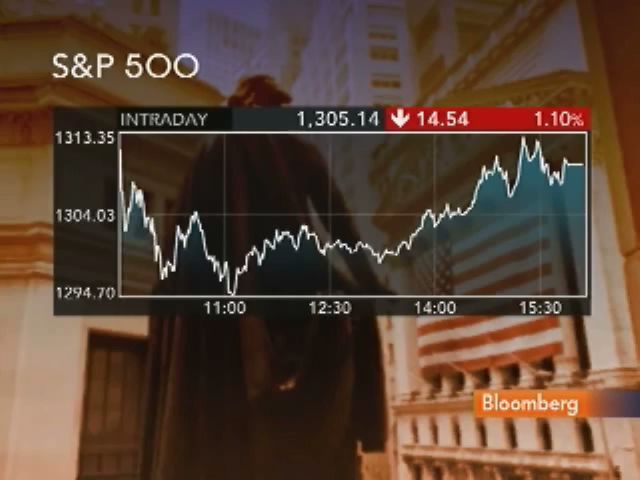 S&P 500
INTRADAY 1,305.14 14.54 1.10%
1313.35
1304.03
1294.70
11:00 12:30 14:00 15:30
Bloomberg